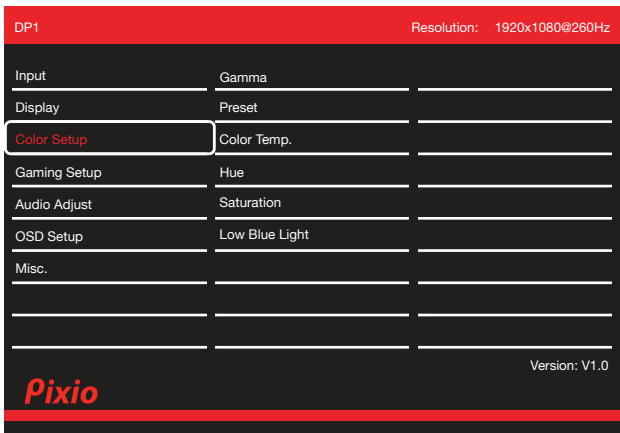 DP1 Resolution: 1920x1080@260Hz
Input Gamma
Display Preset
Color Setup Color Temp.
Gaming Setup Hue
Audio Adjust Saturation
OSD Setup Low Blue Light
Misc.
Version: V1.0
Pixio